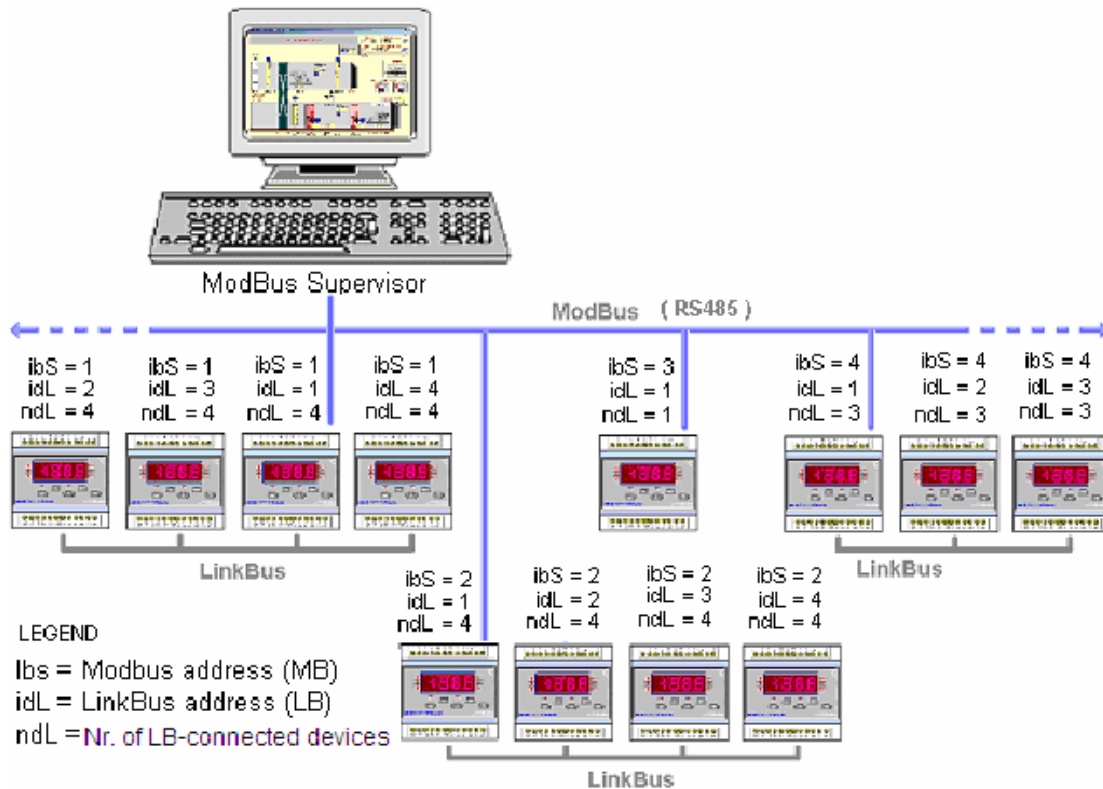 ModBus Supervisor
ModBus ( RS485 )
ibS = 1
idL = 2
ndL = 4
ibS = 1
idL = 3
ndL = 4
ibS = 1
idL = 1
ndL = 4
ibS = 1
idL = 4
ndL = 4
ibS = 3
idL = 1
ndL = 1
ibS = 4
idL = 1
ndL = 3
ibS = 4
idL = 2
ndL = 3
ibS = 4
idL = 3
ndL = 3
LinkBus
LinkBus
ibS = 2
idL = 1
ndL = 4
ibS = 2
idL = 2
ndL = 4
ibS = 2
idL = 3
ndL = 4
ibS = 2
idL = 4
ndL = 4
LEGEND
Ibs = Modbus address (MB)
idL = LinkBus address (LB)
ndL = Nr. of LB-connected devices
LinkBus